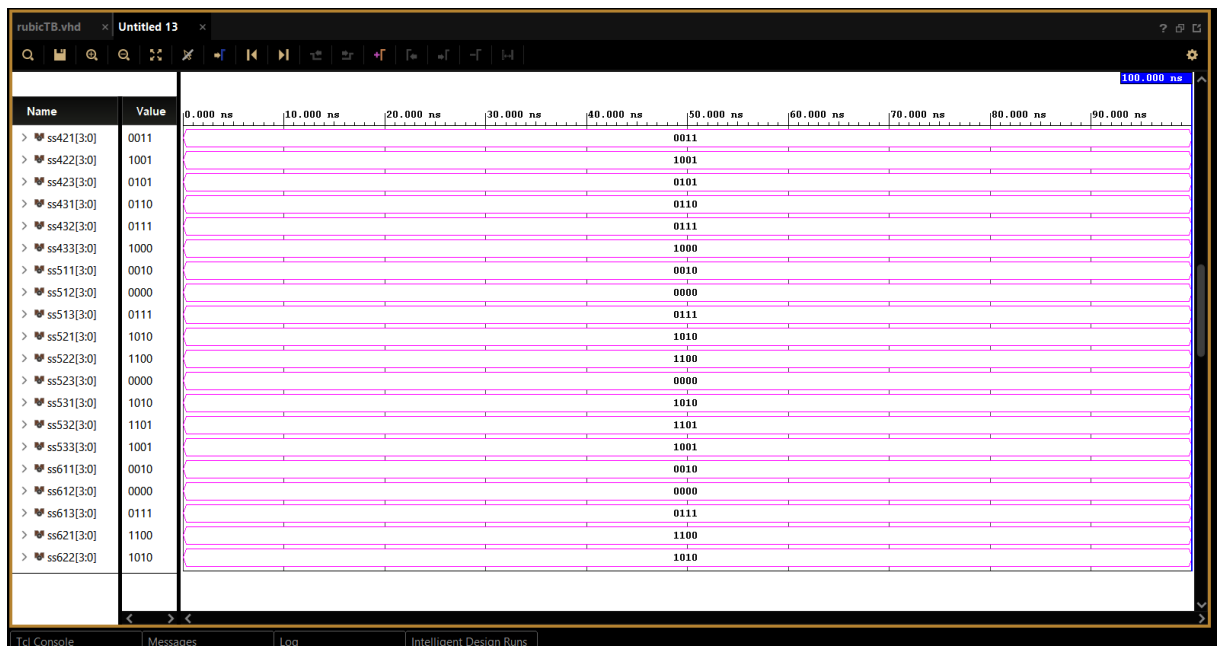 rubicTB.vhd × Untitled 13 ×
? 
100.000 ns
Name Value 0.000 ns 10.000 ns 20.000 ns 30.000 ns 40.000 ns 50.000 ns 60.000 ns 70.000 ns 80.000 ns 90.000 ns
ss421[3:0] 0011 0011
ss422[3:0] 1001 1001
ss423[3:0] 0101 0101
ss431[3:0] 0110 0110
ss432[3:0] 0111 0111
ss433[3:0] 1000 1000
ss511[3:0] 0010 0010
ss512[3:0] 0000 0000
ss513[3:0] 0111 0111
ss521[3:0] 1010 1010
ss522[3:0] 1100 1100
ss523[3:0] 0000 0000
ss531[3:0] 1010 1010
ss532[3:0] 1101 1101
ss533[3:0] 1001 1001
ss611[3:0] 0010 0010
ss612[3:0] 0000 0000
ss613[3:0] 0111 0111
ss621[3:0] 1100 1100
ss622[3:0] 1010 1010
Tcl Console Messages Log Intelligent Design Runs